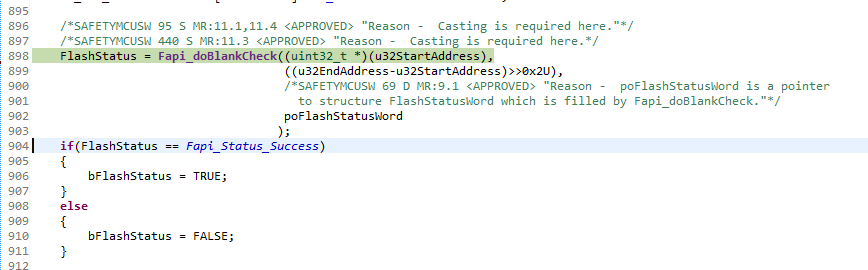 895
896 /*SAFETYMCUSW 95 S MR:11.1,11.4 <APPROVED> "Reason - Casting is required here."*/
897 /*SAFETYMCUSW 440 S MR:11.3 <APPROVED> "Reason - Casting is required here.*/
898 FlashStatus = Fapi_doBlankCheck((uint32_t *)(u32StartAddress),
899 ((u32EndAddress-u32StartAddress)>>0x2U),
900 /*SAFETYMCUSW 69 D MR:9.1 <APPROVED> "Reason - poFlashStatusWord is a pointer
901 to structure FlashStatusWord which is filled by Fapi_doBlankCheck."*/
902 poFlashStatusWord
903 );
904 if(FlashStatus == Fapi_Status_Success)
905 {
906 bFlashStatus = TRUE;
907 }
908 else
909 {
910 bFlashStatus = FALSE;
911 }
912